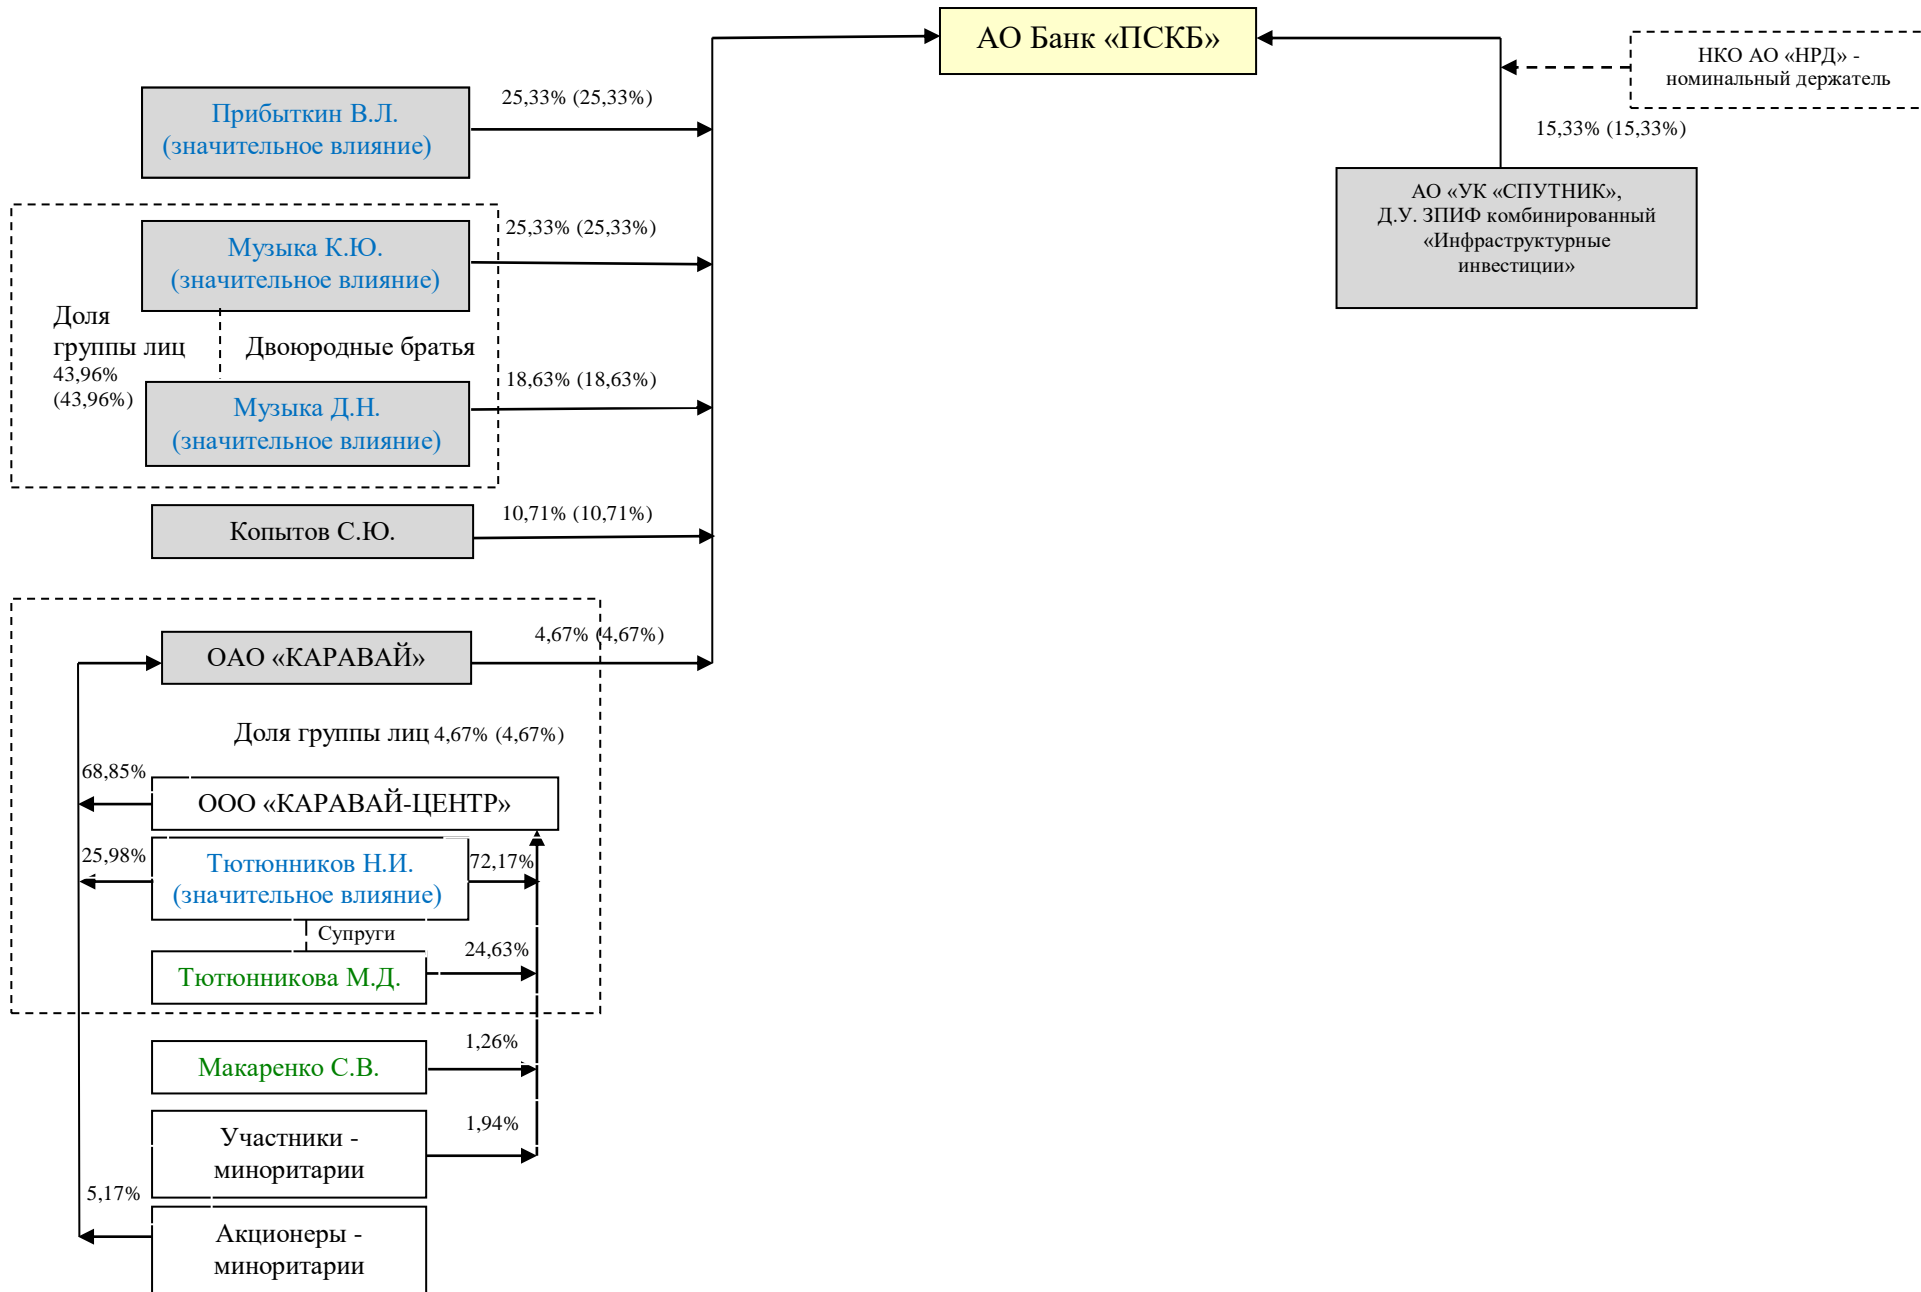 АО Банк «ПСКБ»
НКО АО «НРД» -
номинальный держатель
15,33% (15,33%)
АО «УК «СПУТНИК»,
Д.У. ЗПИФ комбинированный
«Инфраструктурные
инвестиции»
Прибыткин В.Л.
(значительное влияние)
25,33% (25,33%)
Музыка К.Ю.
(значительное влияние)
25,33% (25,33%)
Доля
группы лиц
43,96%
(43,96%)
Двоюродные братья
Музыка Д.Н.
(значительное влияние)
18,63% (18,63%)
Копытов С.Ю.
10,71% (10,71%)
ОАО «КАРАВАЙ»
4,67% (4,67%)
Доля группы лиц 4,67% (4,67%)
68,85%
ООО «КАРАВАЙ-ЦЕНТР»
25,98%
Тютюнников Н.И.
(значительное влияние)
72,17%
Супруги
Тютюнникова М.Д.
24,63%
Макаренко С.В.
1,26%
Участники -
миноритарии
1,94%
5,17%
Акционеры -
миноритарии